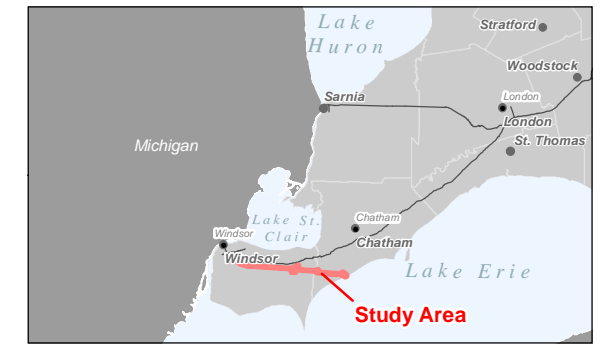 Lake
Huron
Stratford
Woodstock
Sarnia
London
London
St. Thomas
Michigan
Lake St.
Clair
Chatham
Chatham
Windsor
Windsor
Lake Erie
Study Area